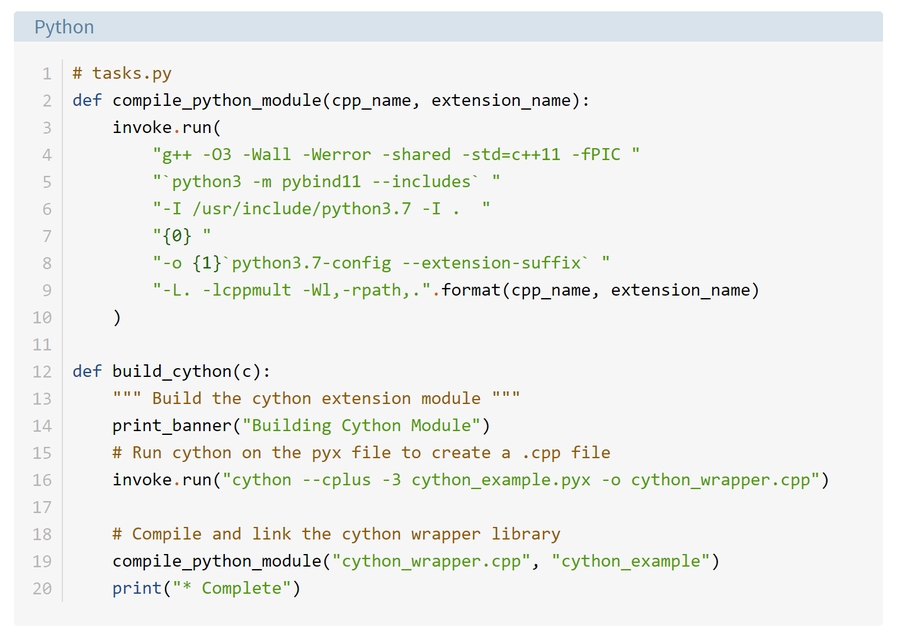 Python
1 # tasks.py
2 def compile_python_module(cpp_name, extension_name):
3     invoke.run(
4         "g++ -O3 -Wall -Werror -shared -std=c++11 -fPIC "
5         "`python3 -m pybind11 --includes` "
6         "-I /usr/include/python3.7 -I .  "
7         "{0} "
8         "-o {1}`python3.7-config --extension-suffix` "
9         "-L. -lcppmult -Wl,-rpath,.".format(cpp_name, extension_name)
10     )
11
12 def build_cython(c):
13     """ Build the cython extension module """
14     print_banner("Building Cython Module")
15     # Run cython on the pyx file to create a .cpp file
16     invoke.run("cython --cplus -3 cython_example.pyx -o cython_wrapper.cpp")
17
18     # Compile and link the cython wrapper library
19     compile_python_module("cython_wrapper.cpp", "cython_example")
20     print("* Complete")